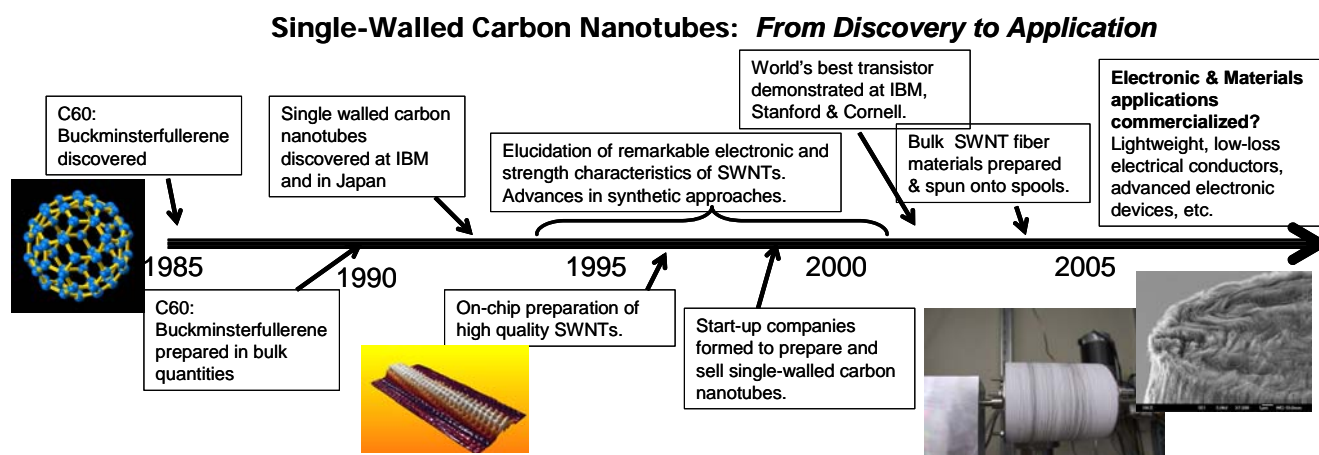 Single-Walled Carbon Nanotubes: From Discovery to Application
World's best transistor
demonstrated at IBM,
Stanford & Cornell.
Electronic & Materials
applications
commercialized?
Lightweight, low-loss
electrical conductors,
advanced electronic
devices, etc.
C60:
Buckminsterfullerene
discovered
Single walled carbon
nanotubes
discovered at IBM
and in Japan
Elucidation of remarkable electronic and
strength characteristics of SWNTs.
Advances in synthetic approaches.
Bulk SWNT fiber
materials prepared
& spun onto spools.
1985
1990
1995
2000
2005
C60:
Buckminsterfullerene
prepared in bulk
quantities
On-chip preparation of
high quality SWNTs.
Start-up companies
formed to prepare and
sell single-walled carbon
nanotubes.